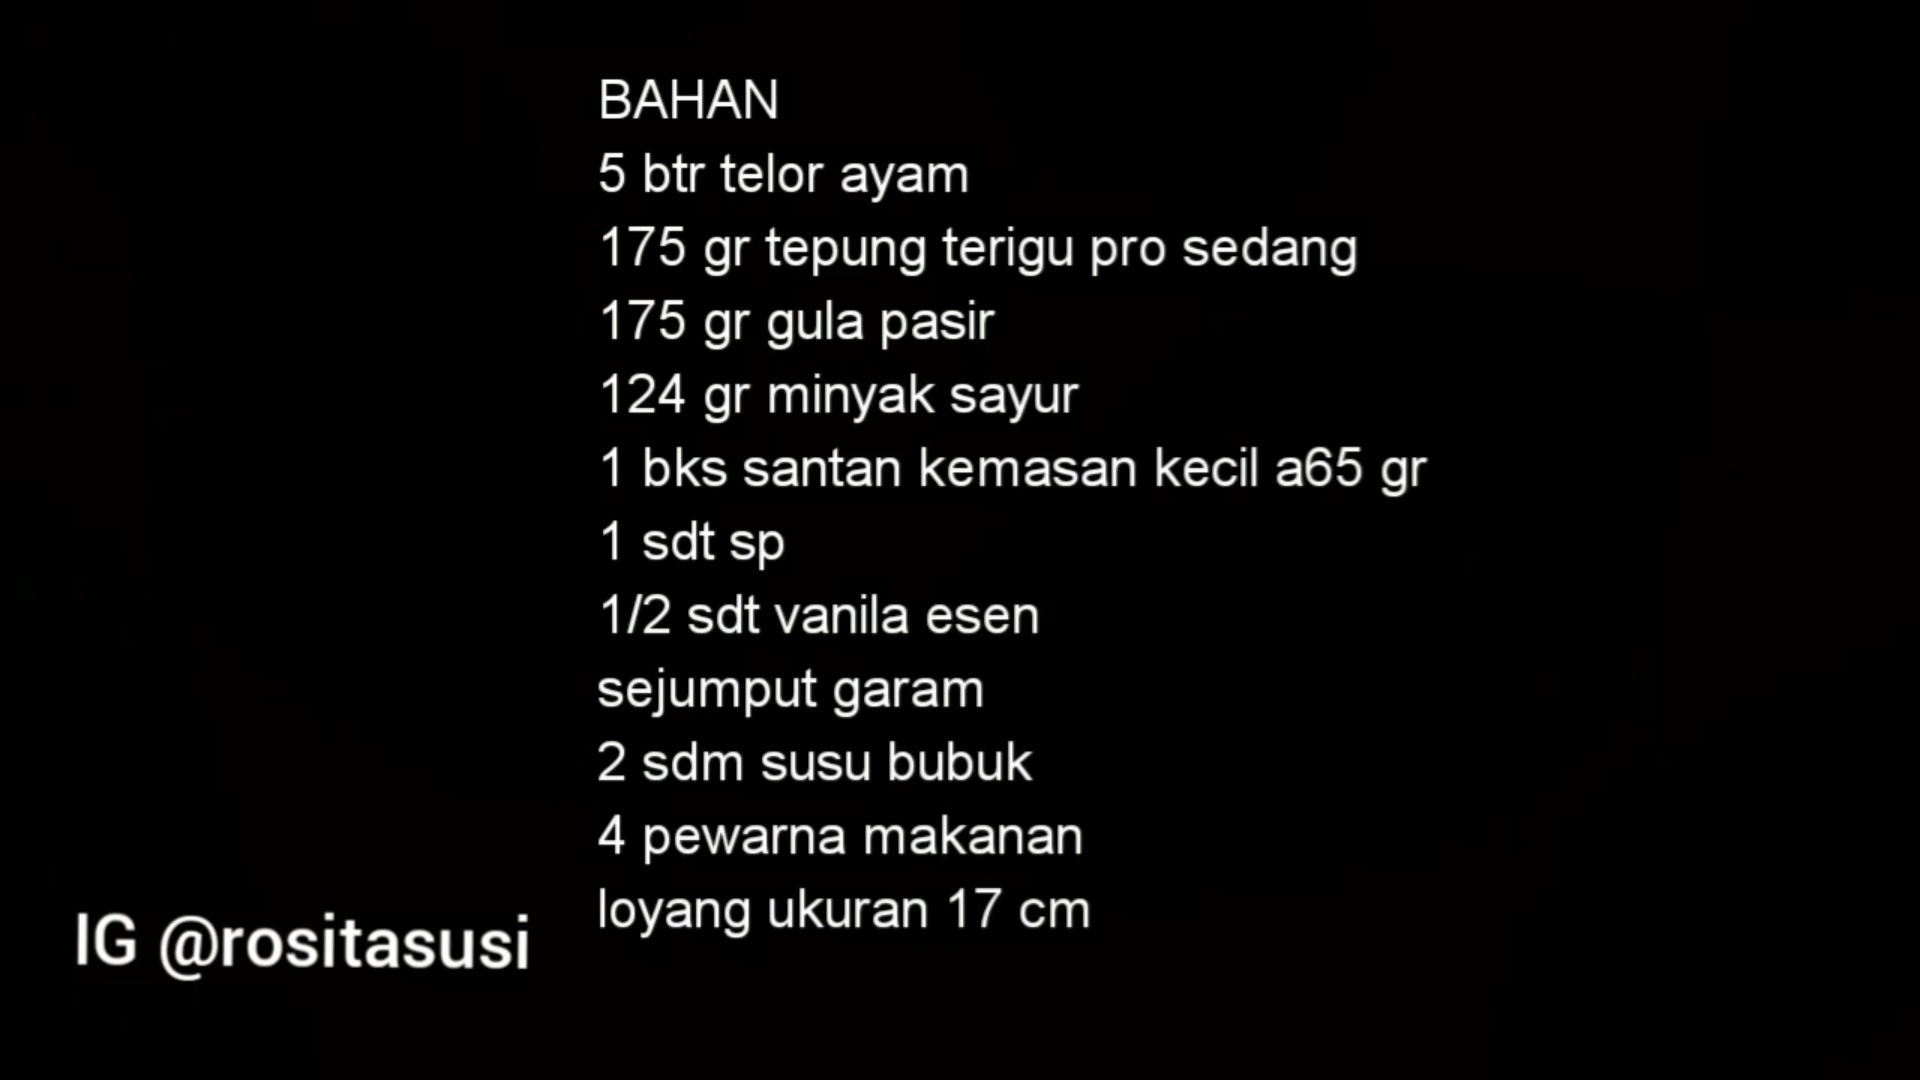 BAHAN
5 btr telor ayam
175 gr tepung terigu pro sedang
175 gr gula pasir
124 gr minyak sayur
1 bks santan kemasan kecil a65 gr
1 sdt sp
1/2 sdt vanila esen
sejumput garam
2 sdm susu bubuk
4 pewarna makanan
loyang ukuran 17 cm
IG @rositasusi